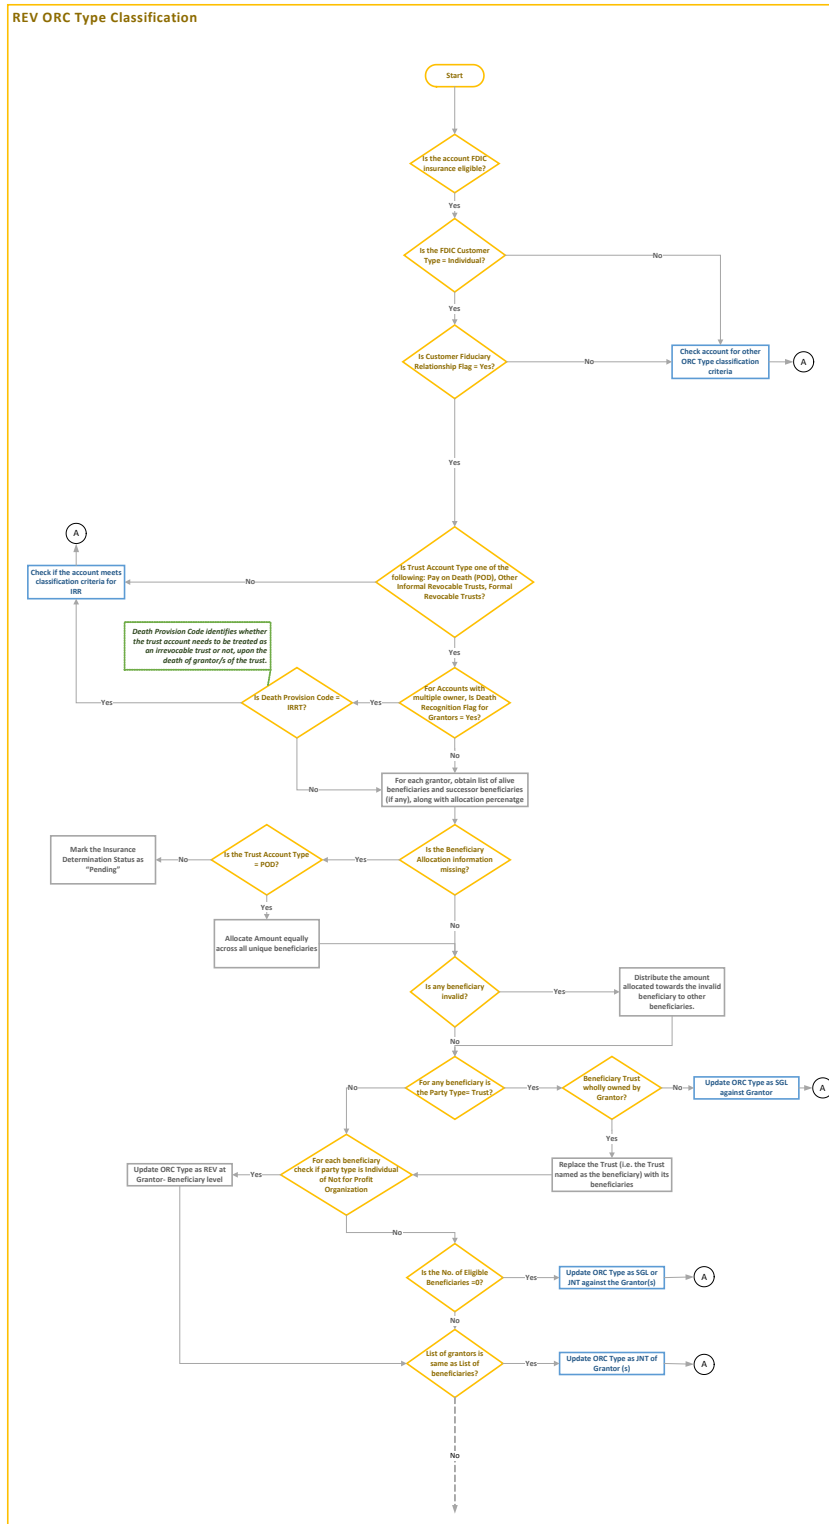 REV ORC Type Classification
Start
Is the account FDIC
insurance eligible?
Yes
Is the FDIC Customer
Type = Individual?
No
Yes
Is Customer Fiduciary
Relationship Flag = Yes?
No
Check account for other
ORC Type classification
criteria
A
Yes
A
Check if the account meets
classification criteria for
IRR
No
Is Trust Account Type one of the
following: Pay on Death (POD), Other
Informal Revocable Trusts, Formal
Revocable Trusts?
Death Provision Code identifies whether
the trust account needs to be treated as
an irrevocable trust or not, upon the
death of grantor/s of the trust.
Yes
Yes
Is Death Provision Code =
IRRT?
Yes
For Accounts with
multiple owner, Is Death
Recognition Flag for
Grantors = Yes?
No
No
For each grantor, obtain list of alive
beneficiaries and successor beneficiaries
(if any), along with allocation percenatge
Mark the Insurance
Determination Status as
"Pending"
No
Is the Trust Account Type
= POD?
Yes
Is the Beneficiary
Allocation information
missing?
Yes
No
Allocate Amount equally
across all unique beneficiaries
Is any beneficiary
invalid?
Yes
Distribute the amount
allocated towards the invalid
beneficiary to other
beneficiaries.
No
No
For any beneficiary is
the Party Type= Trust?
Yes
Beneficiary Trust
wholly owned by
Grantor?
No
Update ORC Type as SGL
against Grantor
A
Yes
Update ORC Type as REV at
Grantor- Beneficiary level
Yes
For each beneficiary
check if party type is Individual
of Not for Profit
Organization
Replace the Trust (i.e. the Trust
named as the beneficiary) with its
beneficiaries
No
Is the No. of Eligible
Beneficiaries =0?
Yes
Update ORC Type as SGL or
JNT against the Grantor(s)
A
No
List of grantors is
same as List of
beneficiaries?
Yes
Update ORC Type as JNT of
Grantor (s)
A
No